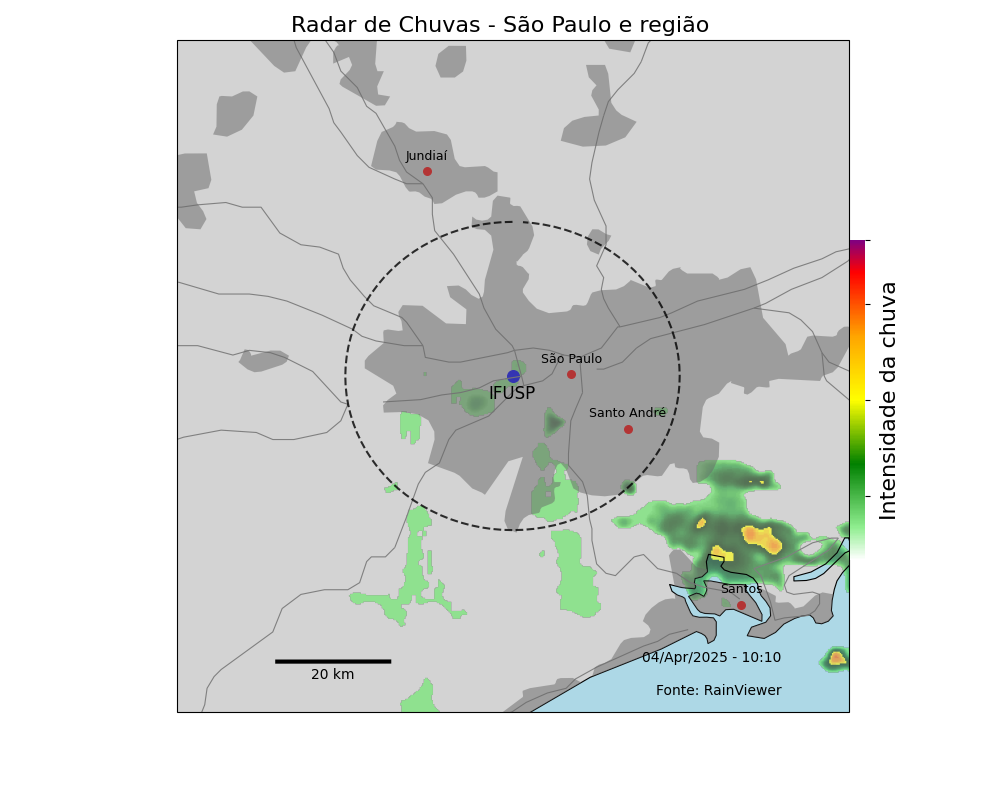 Radar de Chuvas - São Paulo e região
Jundiaí
São Paulo
IFUSP
Santo André
Intensidade da chuva
Santos
04/Apr/2025 - 10:10
20 km
Fonte: RainViewer